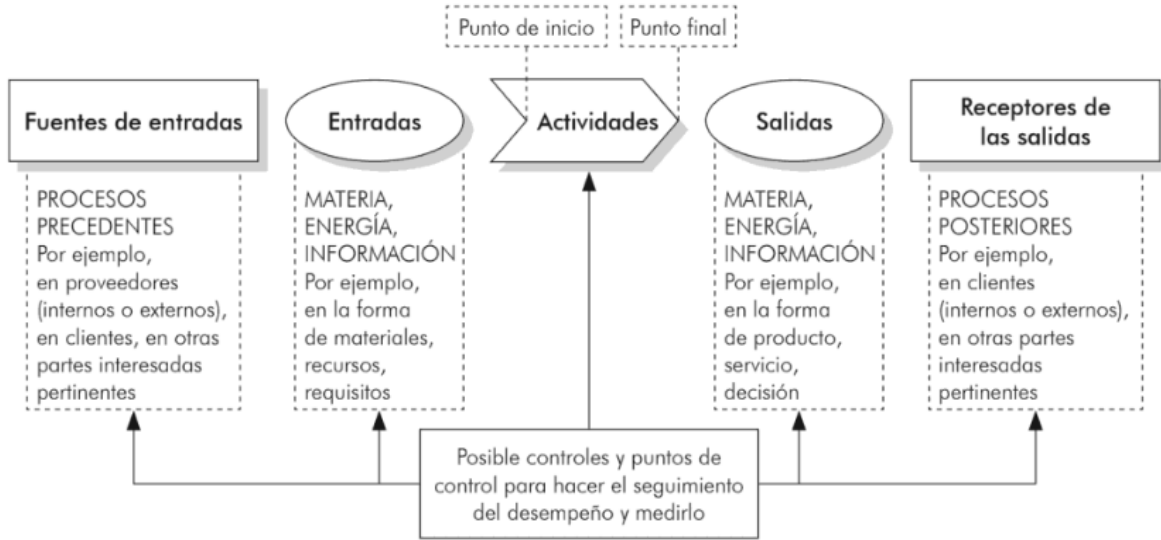 Punto de inicio
Punto final
Fuentes de entradas
Entradas
Actividades
Salidas
Receptores de
las salidas
PROCESOS
PRECEDENTES
Por ejemplo,
en proveedores
(internos o externos),
en clientes, en otras
partes interesadas
pertinentes
MATERIA,
ENERGÍA,
INFORMACIÓN
Por ejemplo,
en la forma
de materiales,
recursos,
requisitos
MATERIA,
ENERGÍA,
INFORMACIÓN
Por ejemplo,
en la forma
de producto,
servicio,
decisión
PROCESOS
POSTERIORES
Por ejemplo,
en clientes
(internos o externos),
en otras partes
interesadas
pertinentes
Posible controles y puntos de
control para hacer el seguimiento
del desempeño y medirlo